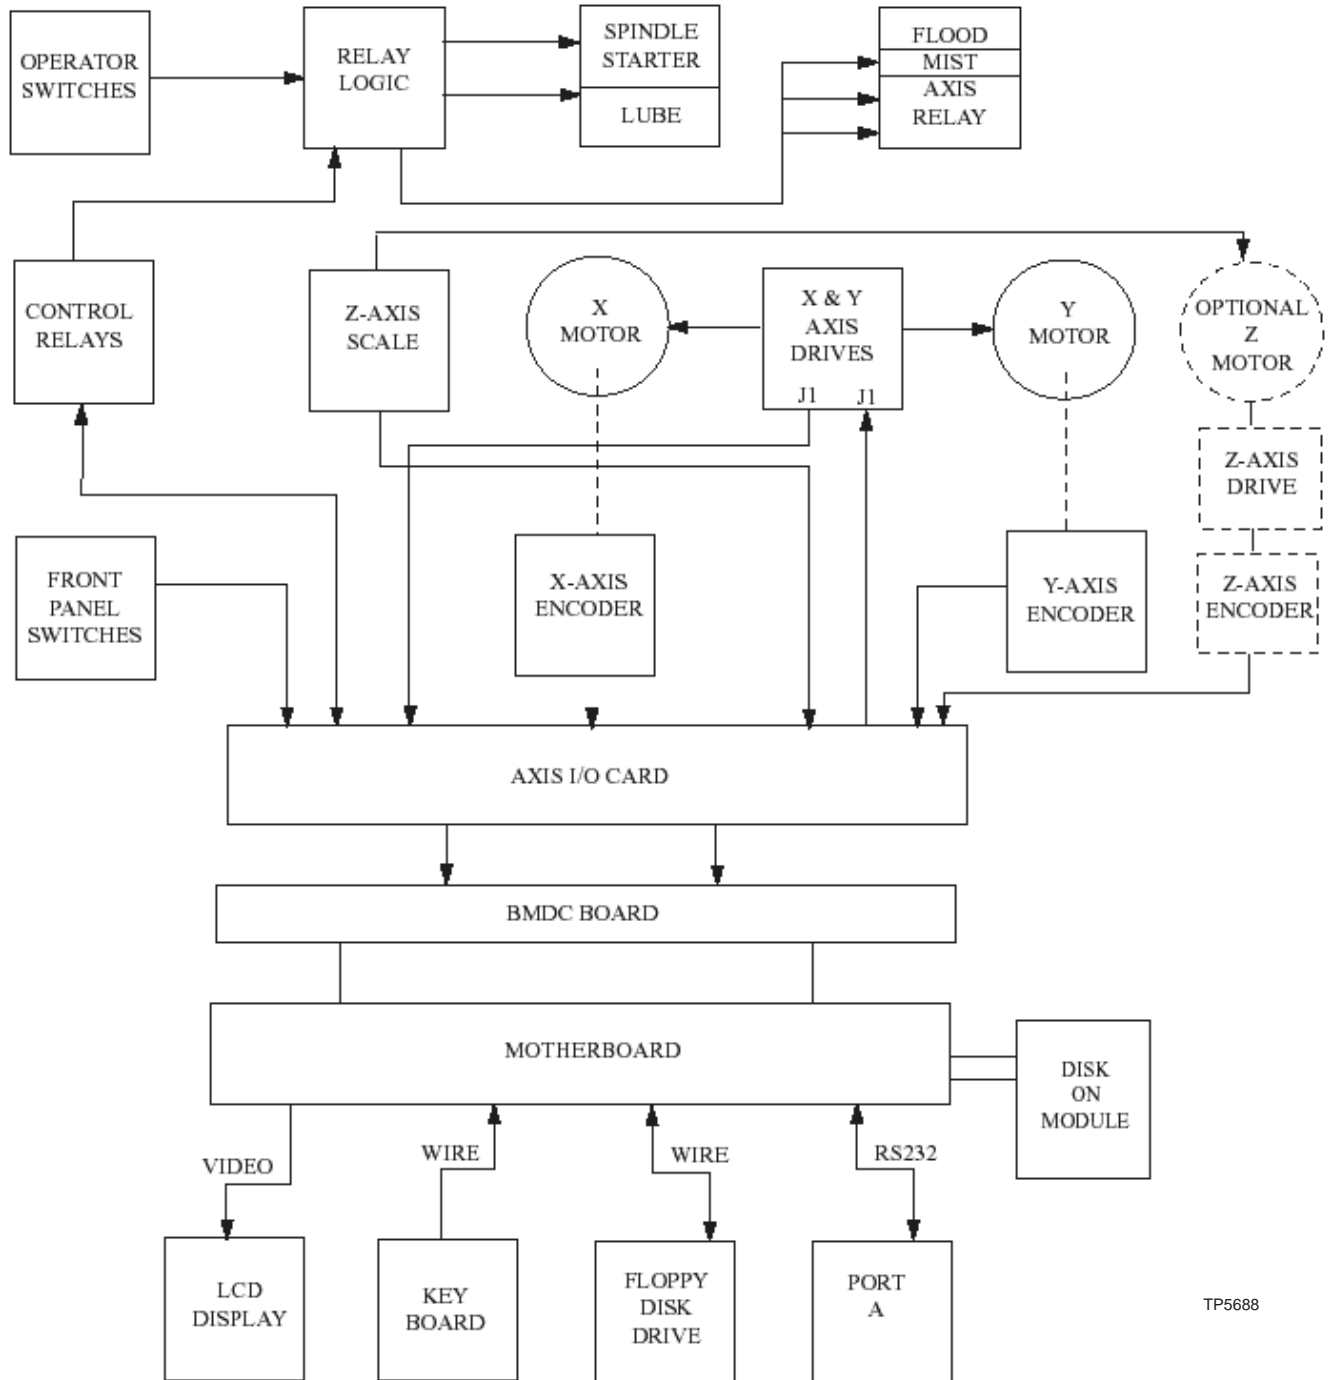 OPERATOR
SWITCHES
RELAY
LOGIC
SPINDLE
STARTER
LUBE
FLOOD
MIST
AXIS
RELAY
CONTROL
RELAYS
Z-AXIS
SCALE
X
MOTOR
X & Y
AXIS
DRIVES
J1
J1
Y
MOTOR
OPTIONAL
Z
MOTOR
Z-AXIS
DRIVE
FRONT
PANEL
SWITCHES
X-AXIS
ENCODER
Y-AXIS
ENCODER
Z-AXIS
ENCODER
AXIS I/O CARD
BMDC BOARD
MOTHERBOARD
DISK
ON
MODULE
VIDEO
WIRE
WIRE
RS232
LCD
DISPLAY
KEY
BOARD
FLOPPY
DISK
DRIVE
PORT
A
TP5688